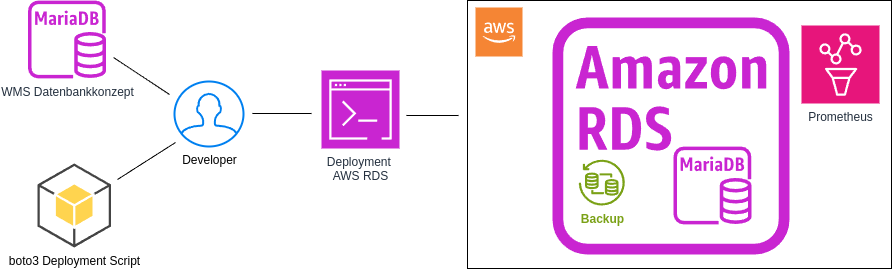 MariaDB
WMS Datenbankkonzept
boto3 Deployment Script
Developer
Deployment
AWS RDS
aws
Amazon
RDS
MariaDB
Backup
Prometheus